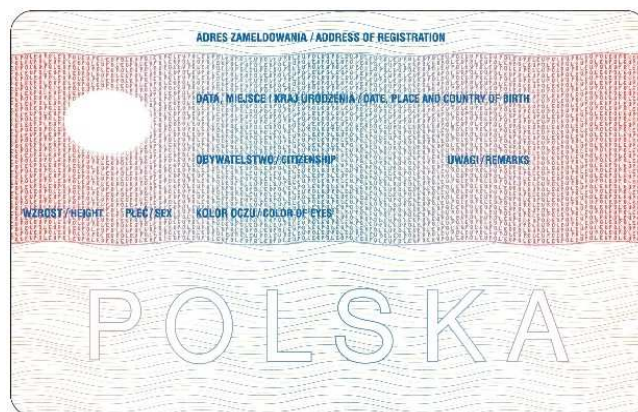 ADRES ZAMELDOWANIA / ADDRESS OF REGISTRATION
DATA, MIEJSCE I KRAJ URODZENIA / DATE, PLACE AND COUNTRY OF BIRTH
OBYWATELSTWO / CITIZENSHIP UWAGI / REMARKS
WZROST / HEIGHT PŁEĆ / SEX KOLOR OCZU / COLOR OF EYES
POLSKA